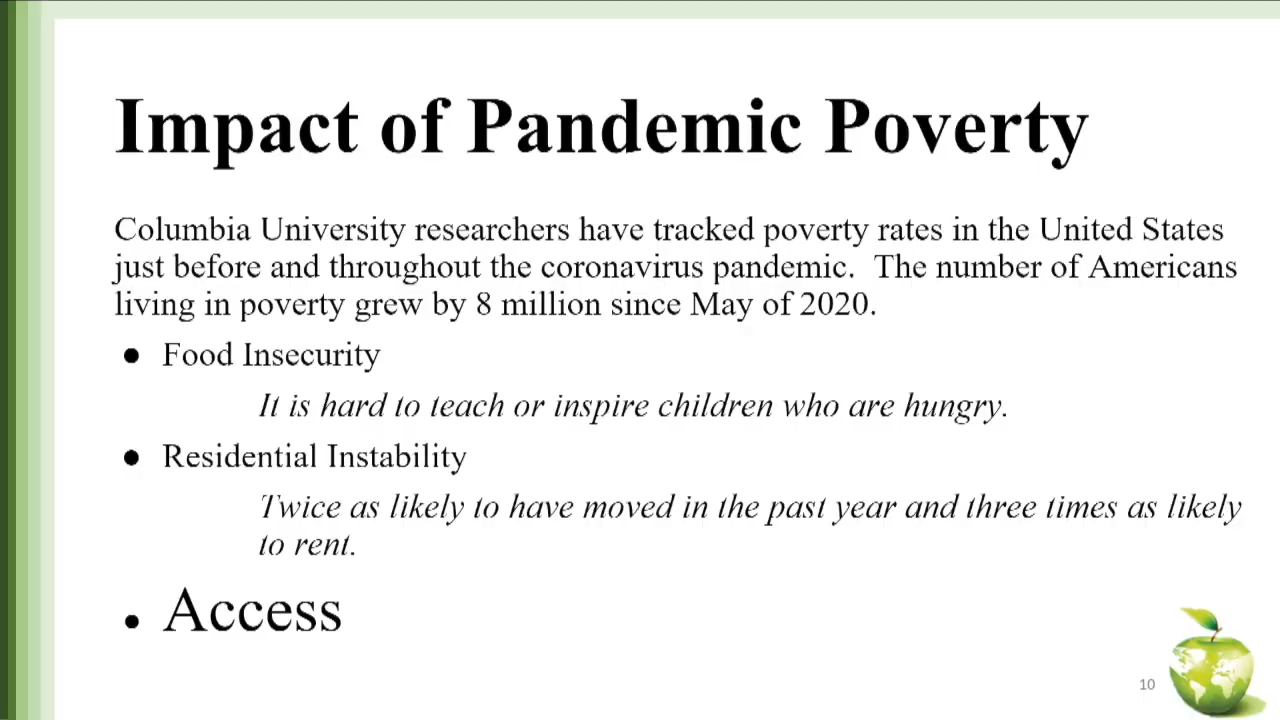 Impact of Pandemic Poverty
Columbia University researchers have tracked poverty rates in the United States
just before and throughout the coronavirus pandemic.  The number of Americans
living in poverty grew by 8 million since May of 2020.
● Food Insecurity
It is hard to teach or inspire children who are hungry.
● Residential Instability
Twice as likely to have moved in the past year and three times as likely
to rent.
● Access
10